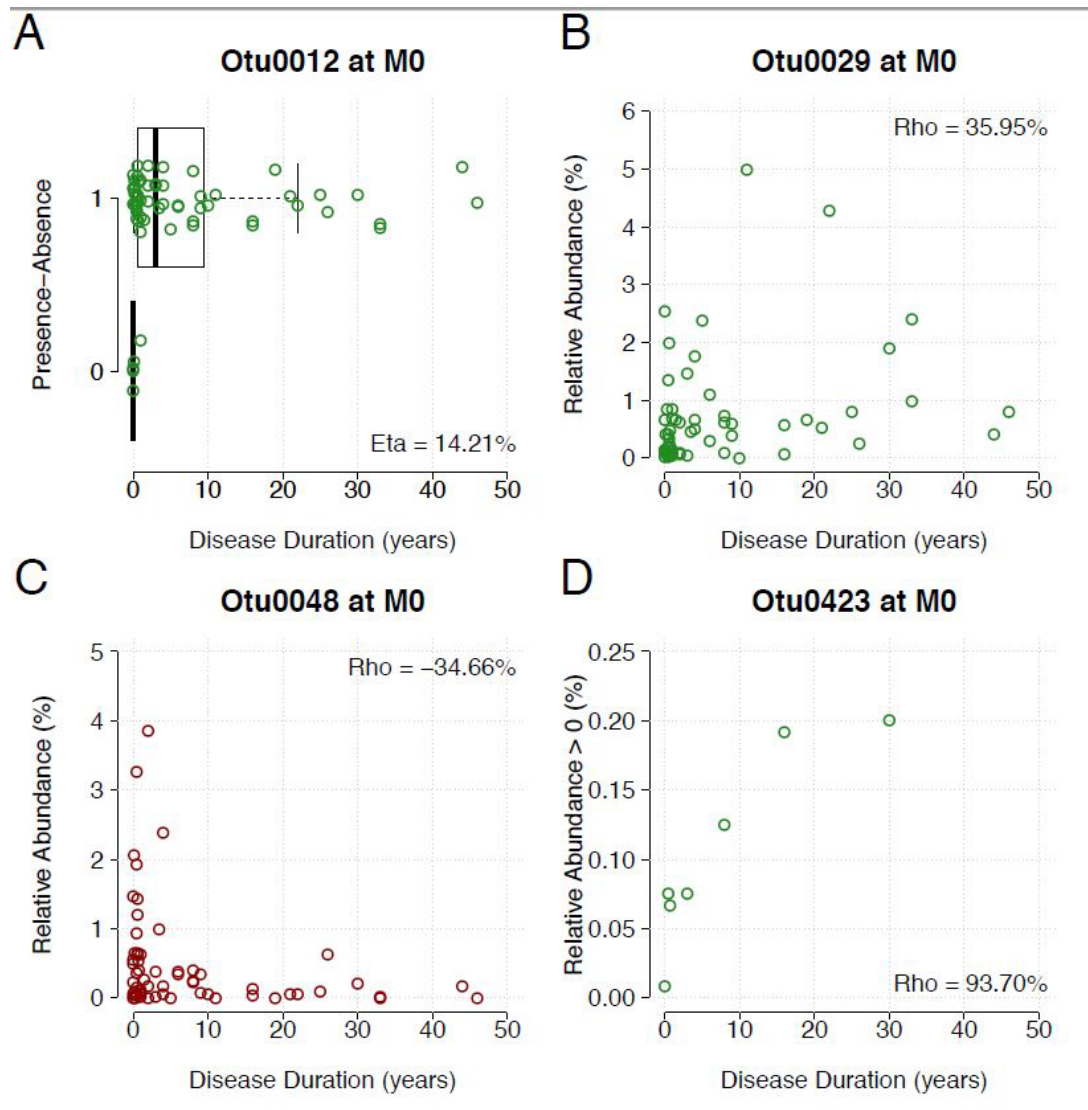 A
Otu0012 at M0
Presence−Absence
1
0
Eta = 14.21%
0 10 20 30 40 50
Disease Duration (years)
B
Otu0029 at M0
Relative Abundance (%)
6
5
4
3
2
1
0
Rho = 35.95%
0 10 20 30 40 50
Disease Duration (years)
C
Otu0048 at M0
Relative Abundance (%)
5
4
3
2
1
0
Rho = −34.66%
0 10 20 30 40 50
Disease Duration (years)
D
Otu0423 at M0
Relative Abundance > 0 (%)
0.25
0.20
0.15
0.10
0.05
0.00
Rho = 93.70%
0 10 20 30 40 50
Disease Duration (years)